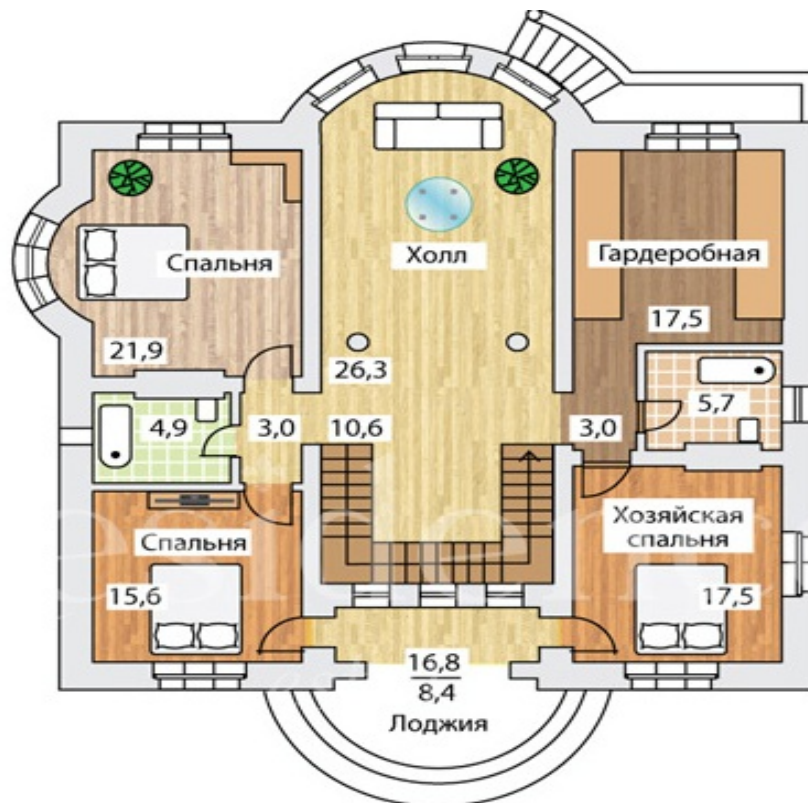 Спальня
Холл
Гардеробная
17,5
21,9
26,3
4,9
3,0
10,6
3,0
5,7
Спальня
Хозяйская
спальня
15,6
17,5
16,8
8,4
Лоджия